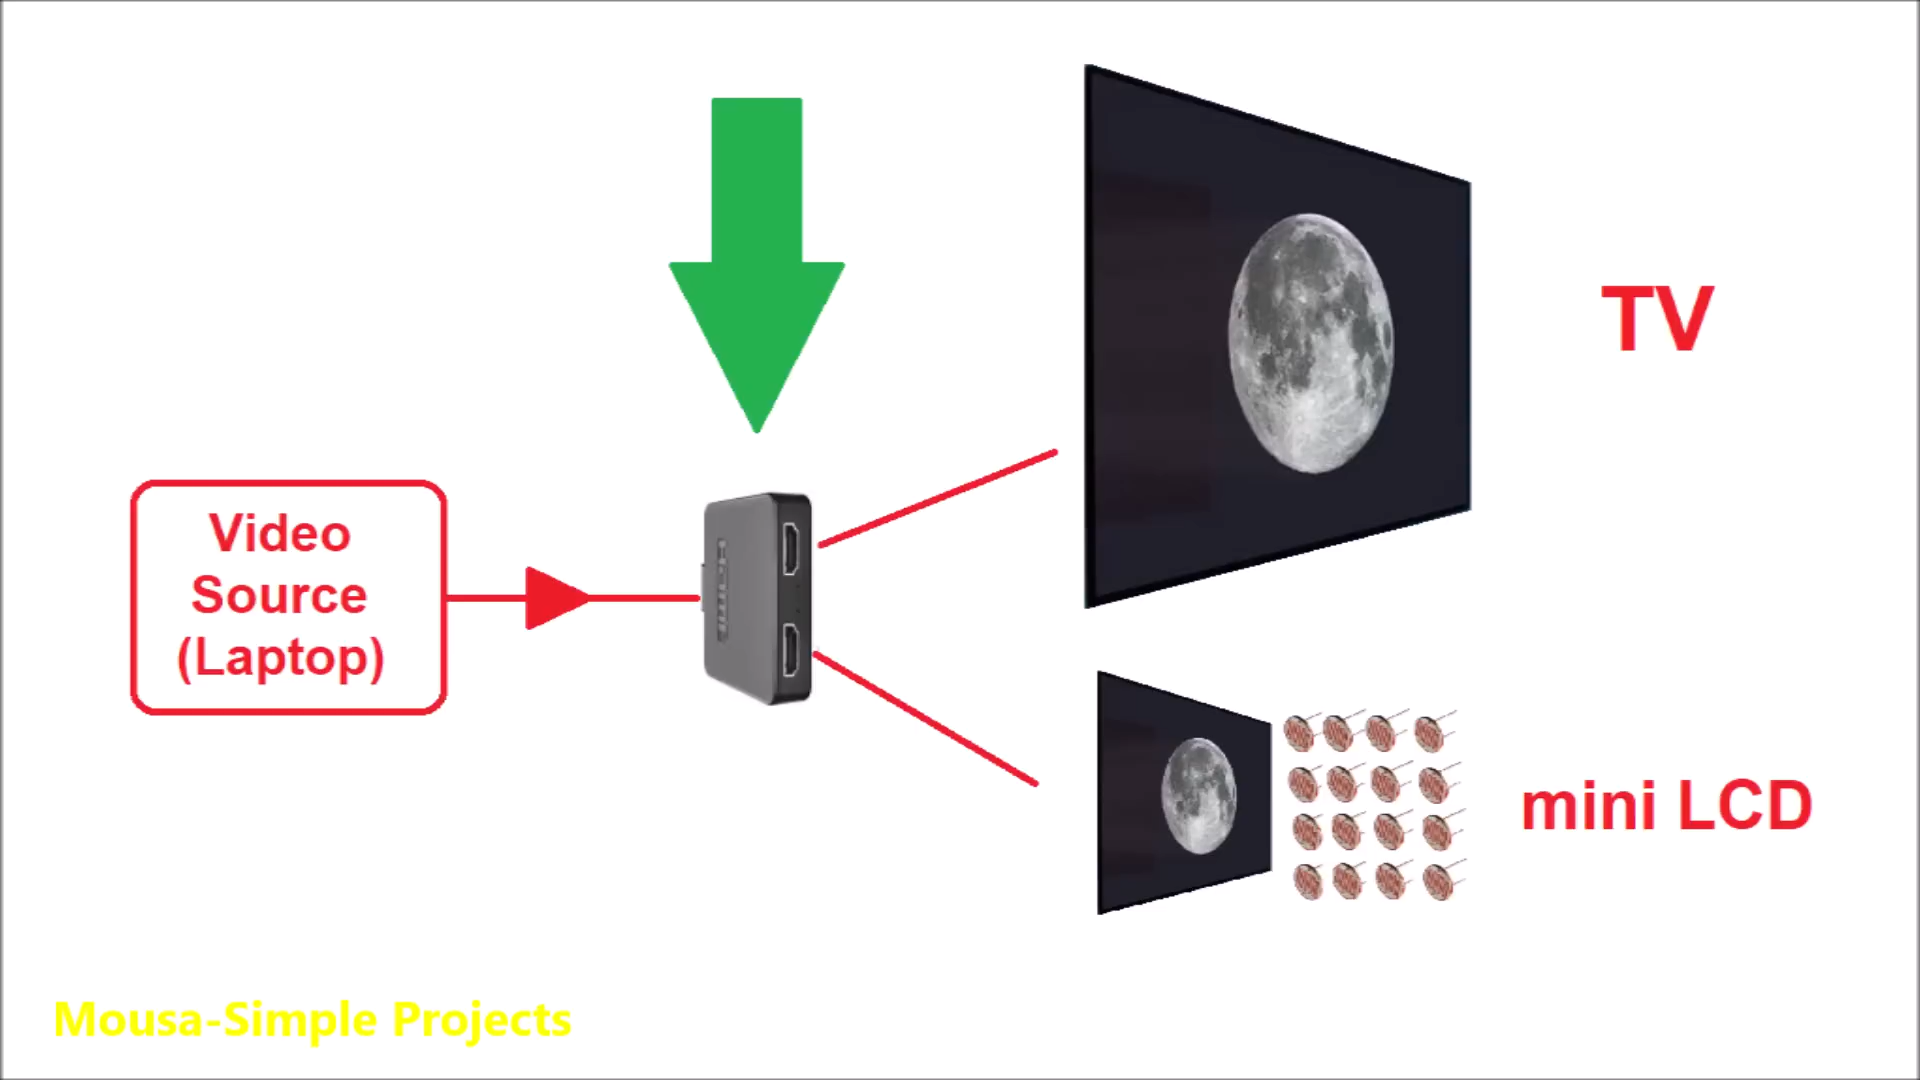 TV
Video
Source
(Laptop)
mini LCD
Mousa-Simple Projects